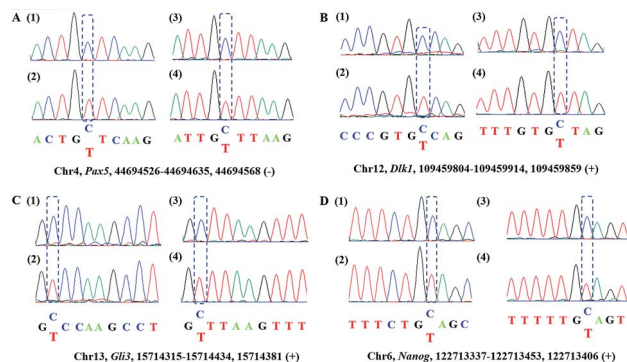 A (1) (3)
(2) (4)
A C T G C/T T C A A G A T T G C/T T T A A G
Chr4, Pax5, 44694526-44694635, 44694568 (-)
B (1) (3)
(2) (4)
C C C G T G C/T C A G T T T G T G C/T T A G
Chr12, Dlk1, 109459804-109459914, 109459859 (+)
C (1) (3)
(2) (4)
G C/T C C A A G C C T G C/T T T A A G T T T
Chr13, Gli3, 15714315-15714434, 15714381 (+)
D (1) (3)
(2) (4)
T T T C T G C/T A G C T T T T T G C/T A G T
Chr6, Nanog, 122713337-122713453, 122713406 (+)